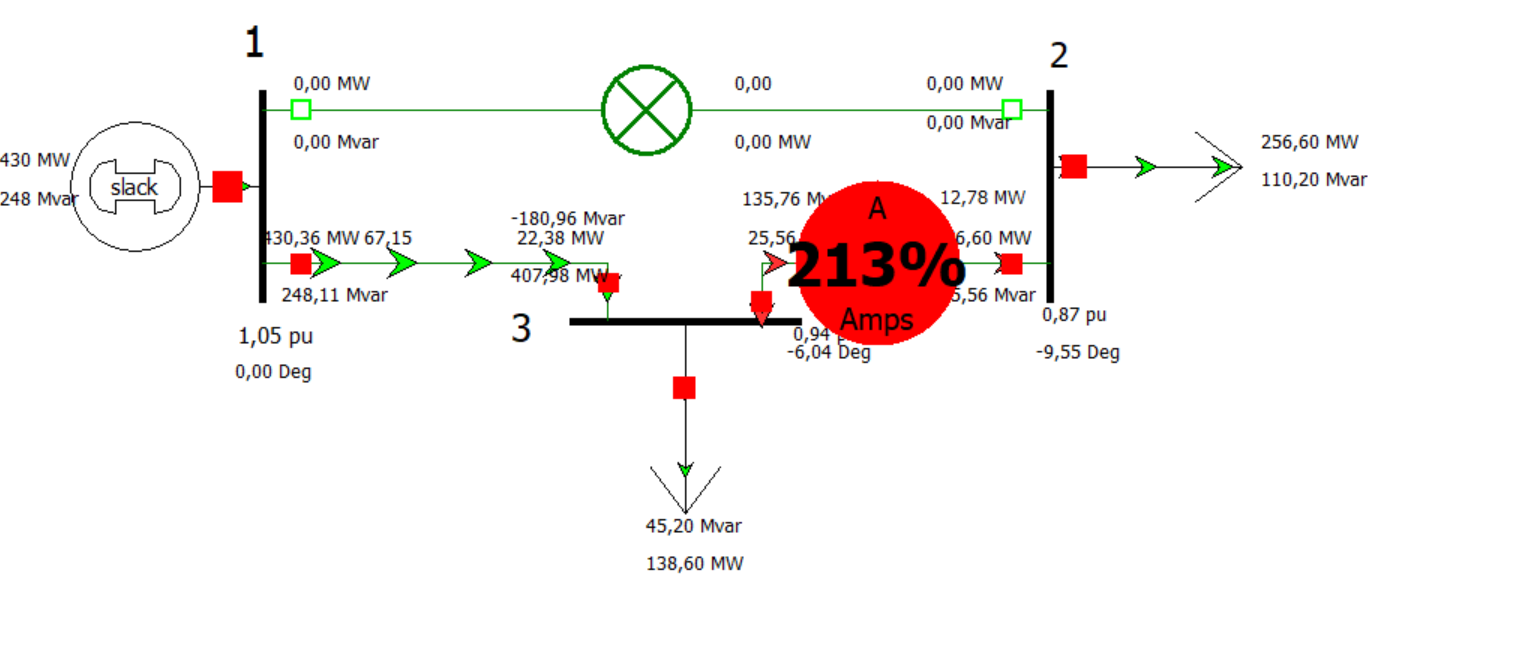 1
2
0,00 MW
0,00
0,00 MW
0,00 Mvar
0,00 Mvar
0,00 MW
256,60 MW
110,20 Mvar
430 MW
slack
248 Mvar
135,76
12,78 MW
A
-180,96 Mvar
430,36 MW 67,15
22,38 MW
25,56
6,60 MW
213%
407,98 MW
248,11 Mvar
5,56 Mvar
Amps
3
0,94
0,87 pu
1,05 pu
-6,04 Deg
-9,55 Deg
0,00 Deg
45,20 Mvar
138,60 MW